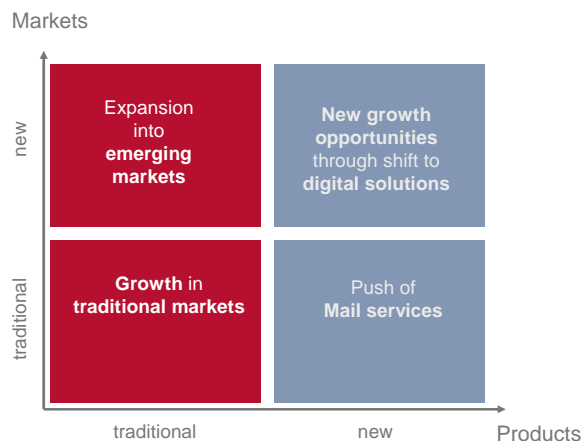 Markets
new
Expansion
into
emerging
markets
New growth
opportunities
through shift to
digital solutions
traditional
Growth in
traditional markets
Push of
Mail services
traditional
new
Products